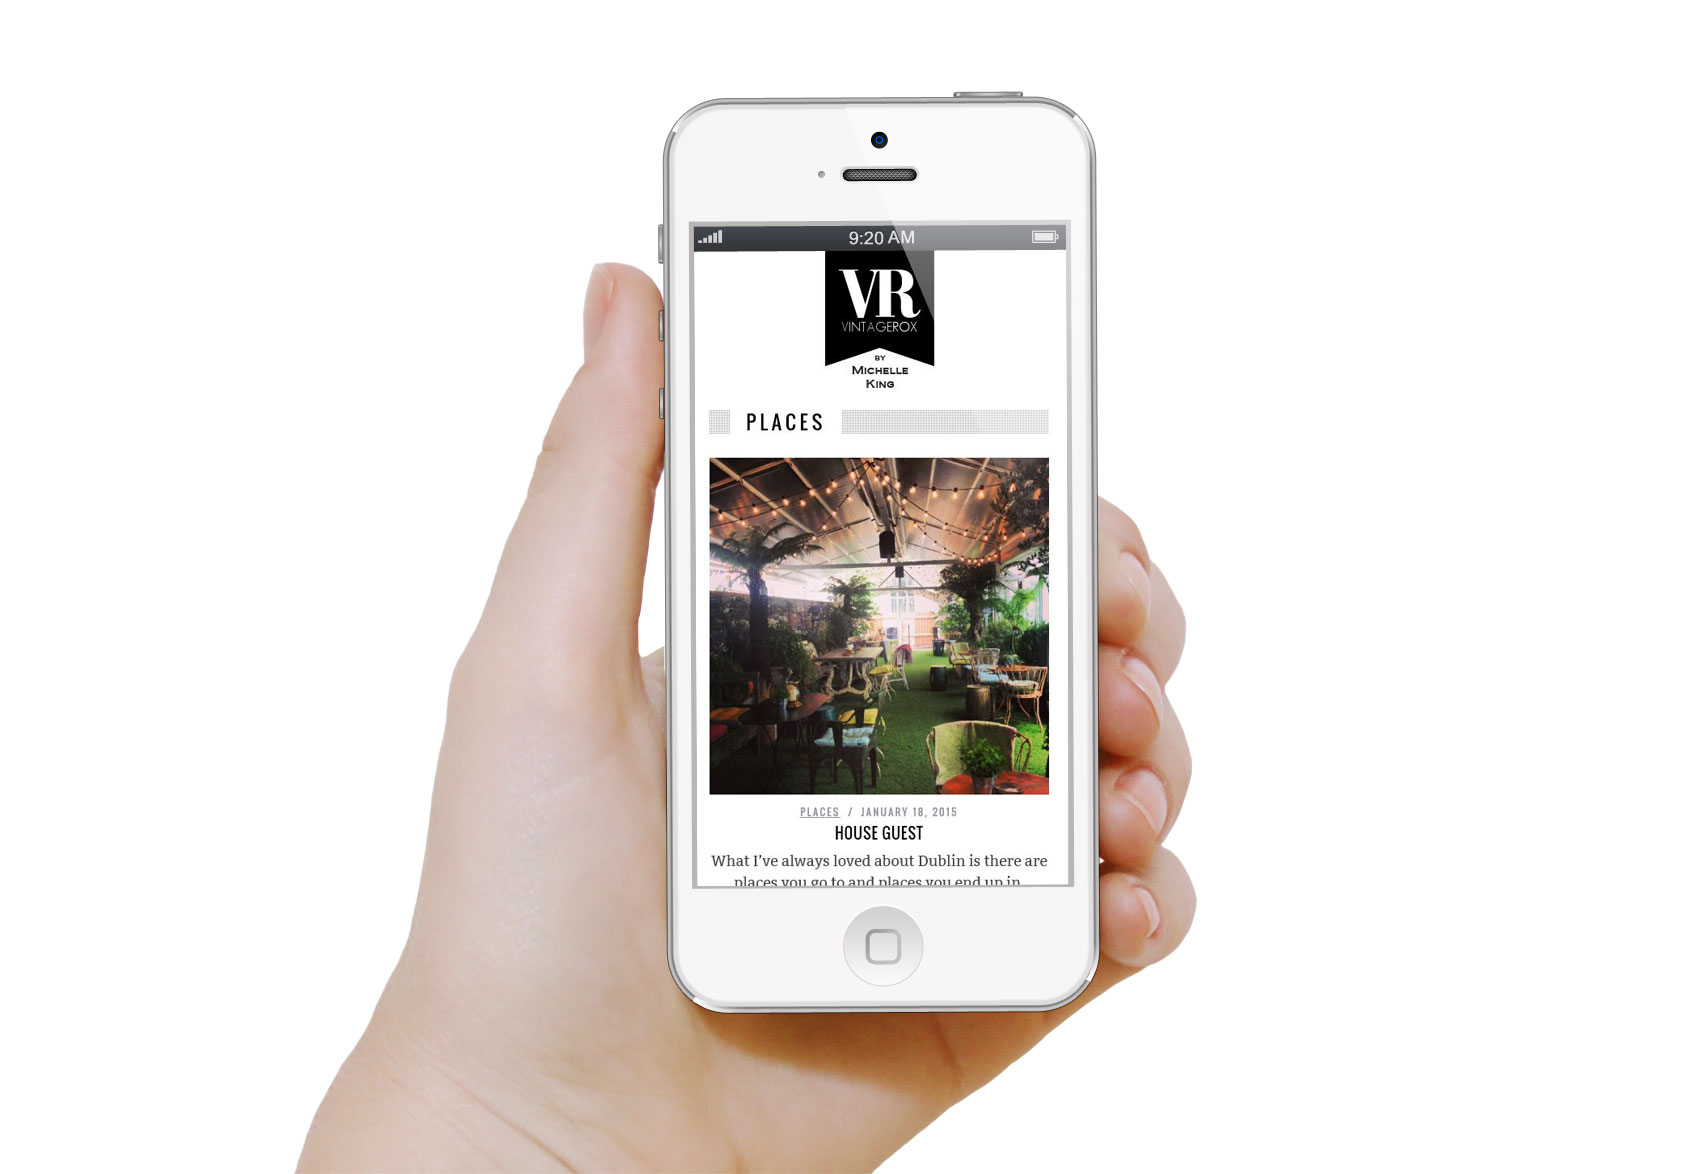 9:20 AM
VR
VINTAGEROX
BY
MICHELLE
KING
PLACES
PLACES / JANUARY 18, 2015
HOUSE GUEST
What I've always loved about Dublin is there are
places you go to and places you end up in